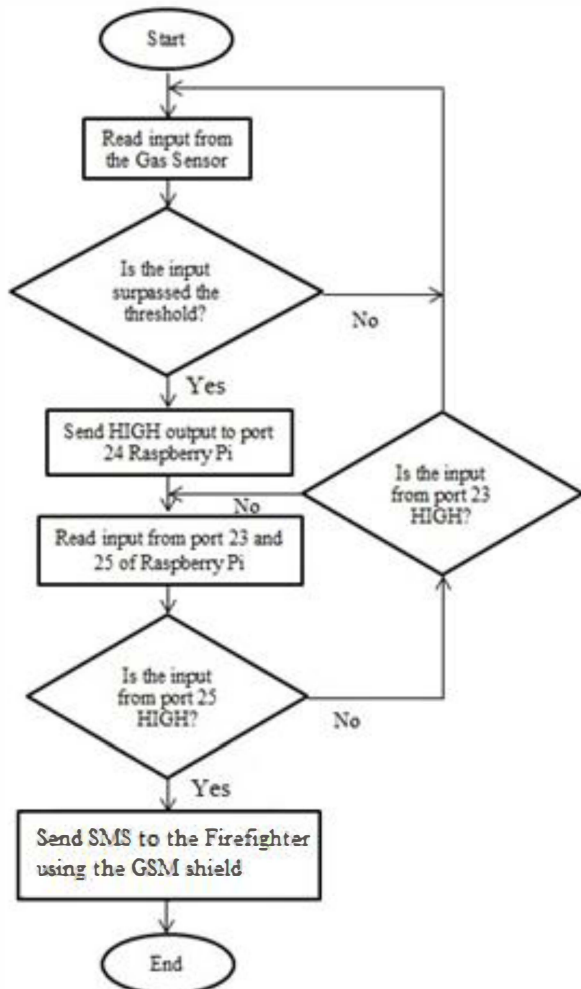 Start
Read input from
the Gas Sensor
Is the input
surpassed the
threshold?
No
Yes
Send HIGH output to port
24 Raspberry Pi
Is the input
from port 23
HIGH?
No
Read input from port 23 and
25 of Raspberry Pi
Is the input
from port 25
HIGH?
No
Yes
Send SMS to the Firefighter
using the GSM shield
End